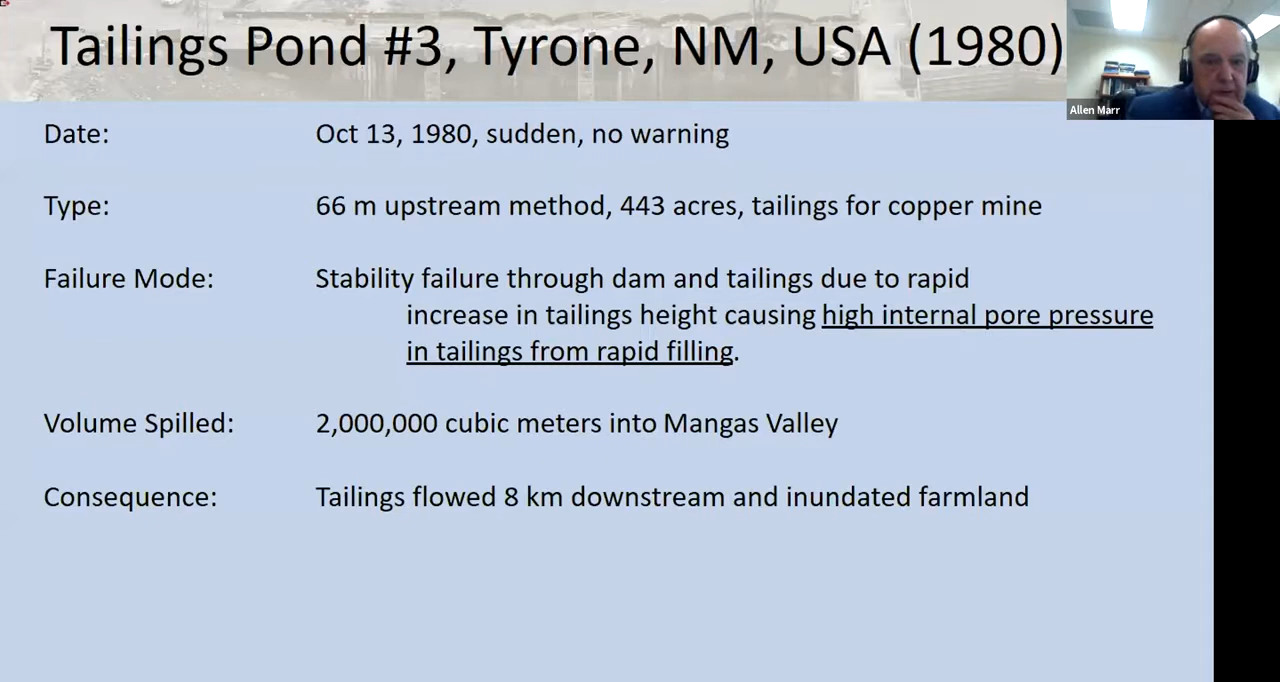 Tailings Pond #3, Tyrone, NM, USA (1980)
Allen Marr
Date: Oct 13, 1980, sudden, no warning
Type: 66 m upstream method, 443 acres, tailings for copper mine
Failure Mode: Stability failure through dam and tailings due to rapid
increase in tailings height causing high internal pore pressure
in tailings from rapid filling.
Volume Spilled: 2,000,000 cubic meters into Mangas Valley
Consequence: Tailings flowed 8 km downstream and inundated farmland